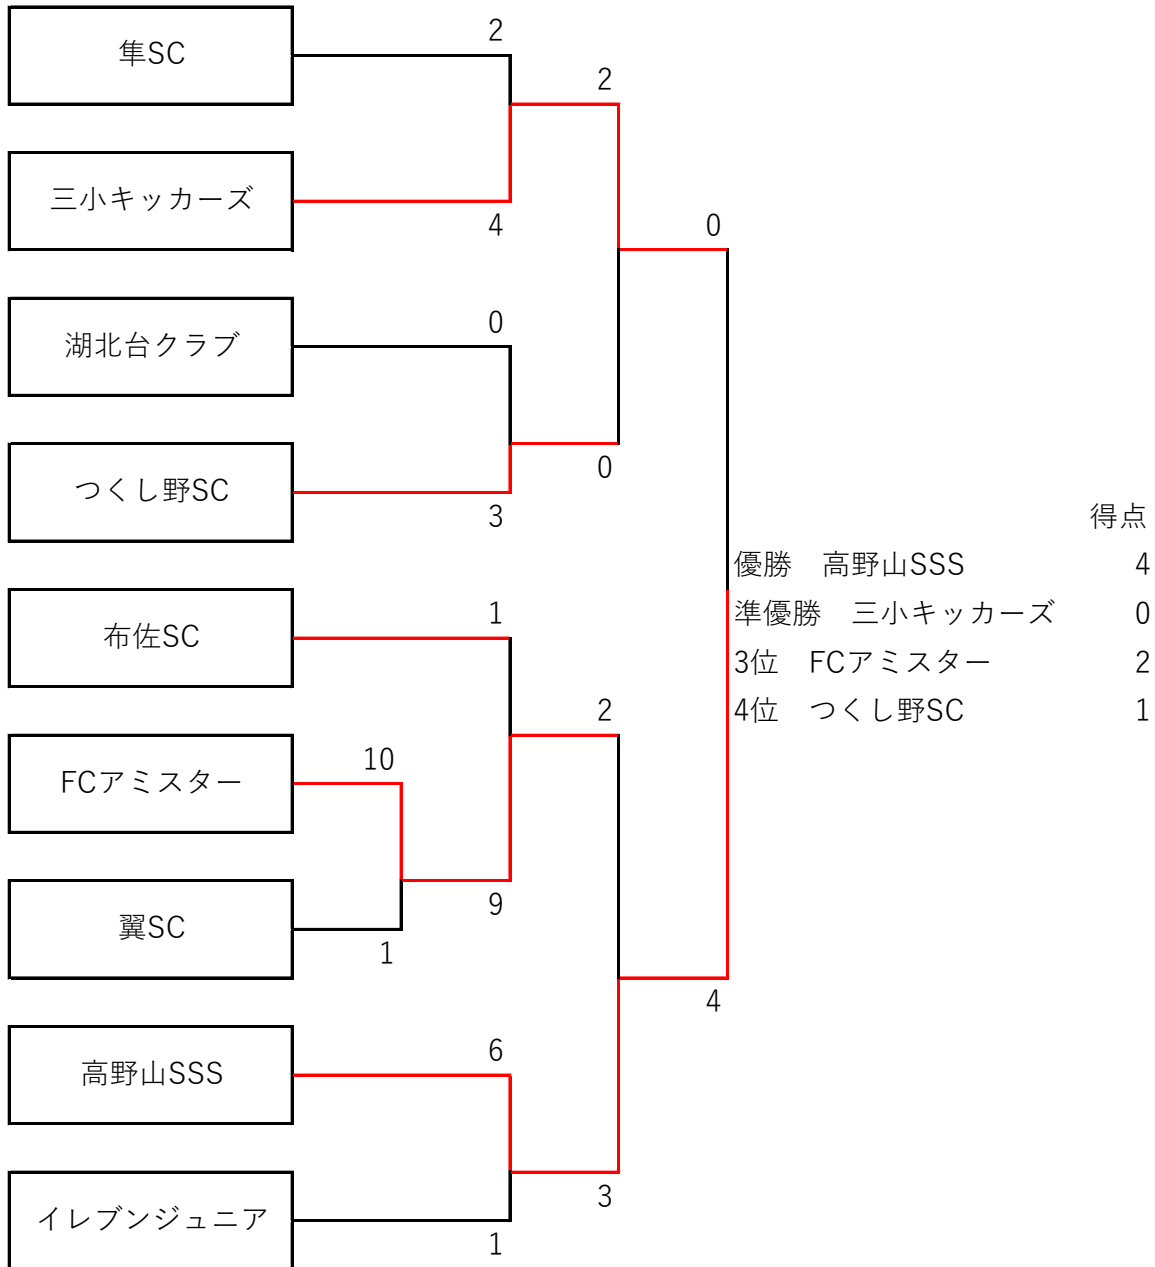 2
隼SC
2
三小キッカーズ
4
0
0
湖北台クラブ
0
つくし野SC
3
得点
優勝　高野山SSS　4
準優勝　三小キッカーズ　0
3位　FCアミスター　2
4位　つくし野SC　1
1
布佐SC
2
10
FCアミスター
9
翼SC
1
4
6
高野山SSS
3
イレブンジュニア
1